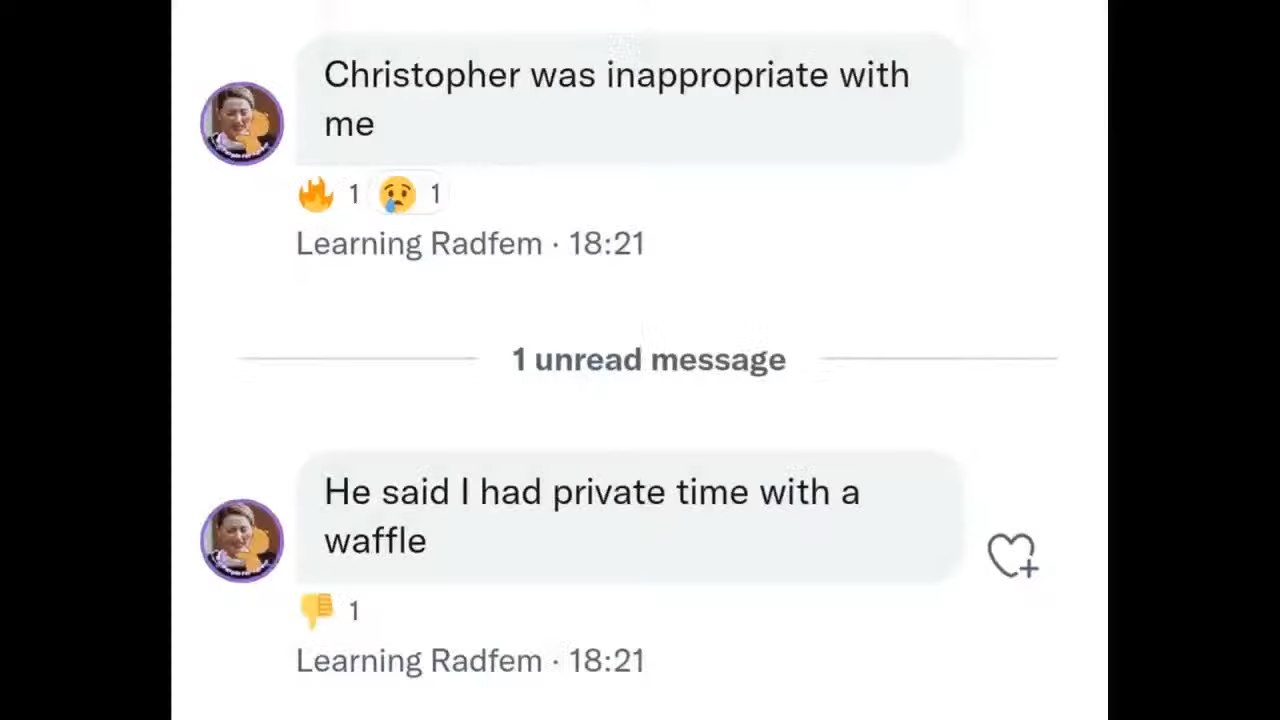 Christopher was inappropriate with
me
1 1
Learning Radfem · 18:21
1 unread message
He said I had private time with a
waffle
1
Learning Radfem · 18:21